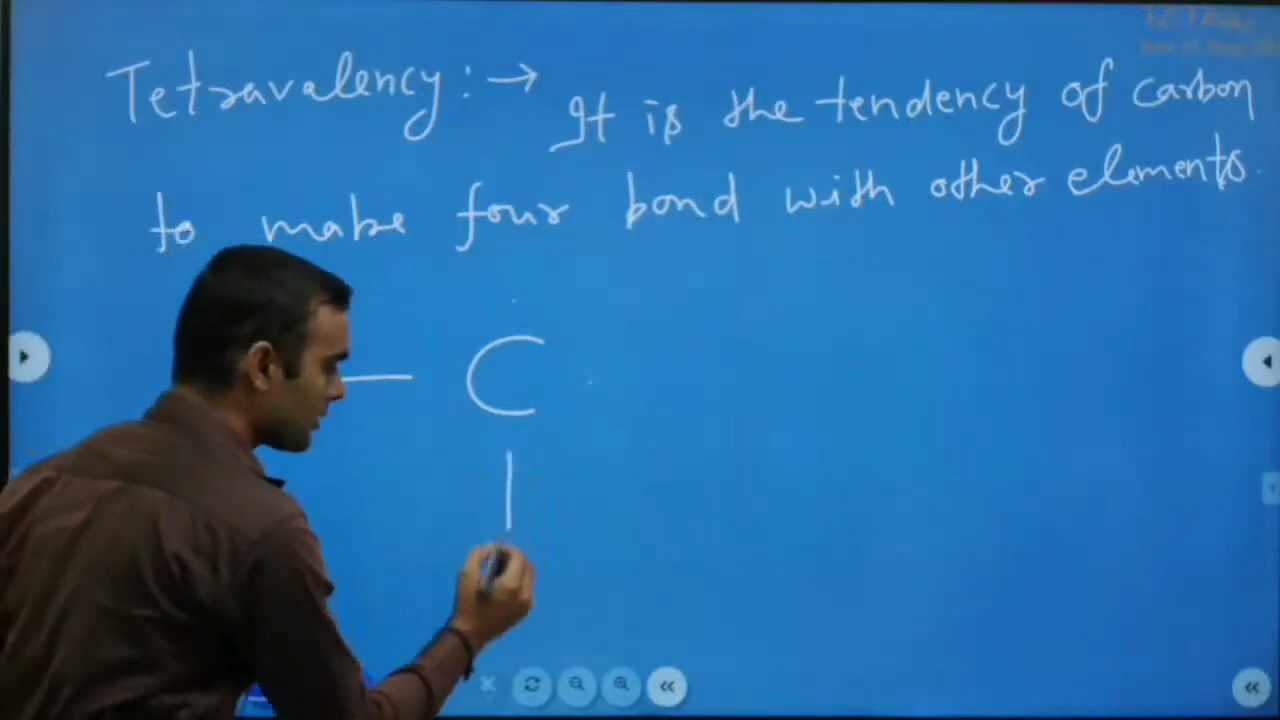 Tetravalency: → It is the tendency of carbon
to make four bond with other elements.
C